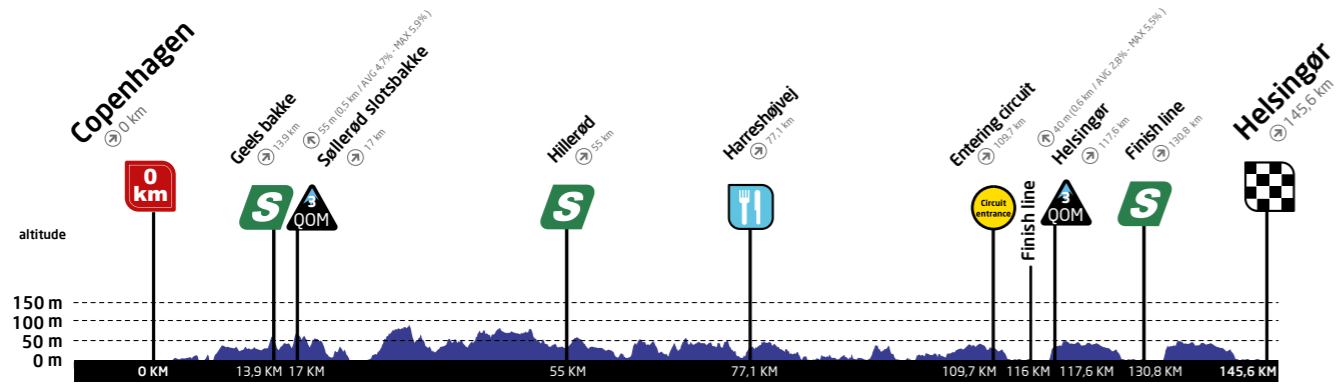 Copenhagen
0 km
Geels bakke
13,9 km
55 m (0,5 km / AVG 4,7% - MAX 5,9% )
Søllerød slotsbakke
17 km
Hillerød
55 km
Harreshøjvej
77,1 km
Entering circuit
109,7 km
40 m (0,6 km / AVG 2,8% - MAX 5,5% )
Helsingør
117,6 km
Finish line
130,8 km
Helsingør
145,6 km
0
km
S
3
QOM
S
Circuit
entrance
Finish line
3
QOM
S
altitude
150 m
100 m
50 m
0 m
0 KM
13,9 KM
17 KM
55 KM
77,1 KM
109,7 KM
116 KM
117,6 KM
130,8 KM
145,6 KM